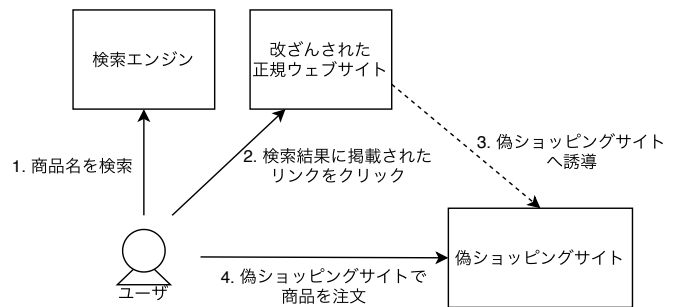 検索エンジン
改ざんされた
正規ウェブサイト
1. 商品名を検索
2. 検索結果に掲載された
リンクをクリック
3. 偽ショッピングサイト
へ誘導
ユーザ
4. 偽ショッピングサイトで
商品を注文
偽ショッピングサイト